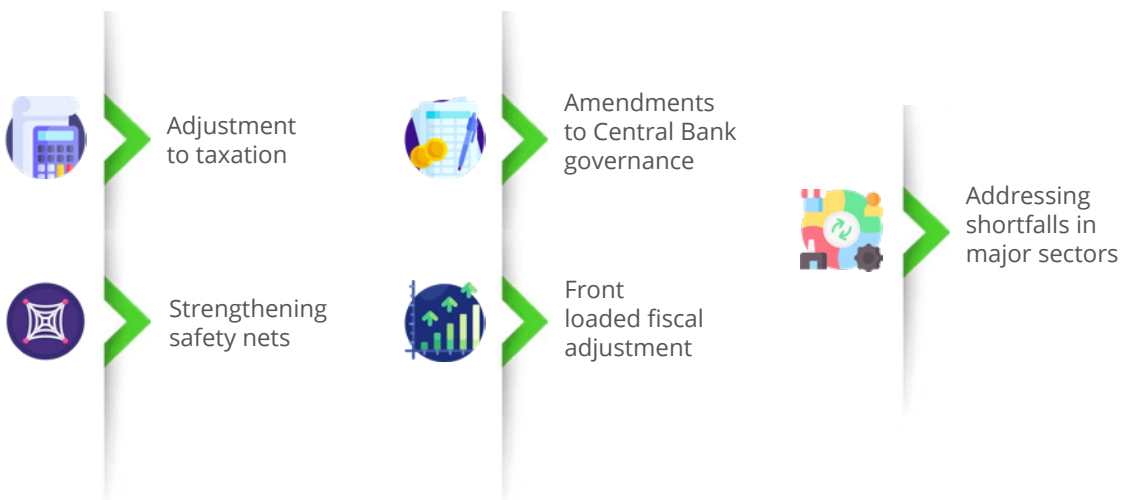 Adjustment
to taxation
Strengthening
safety nets
Amendments
to Central Bank
governance
Front
loaded fiscal
adjustment
Addressing
shortfalls in
major sectors